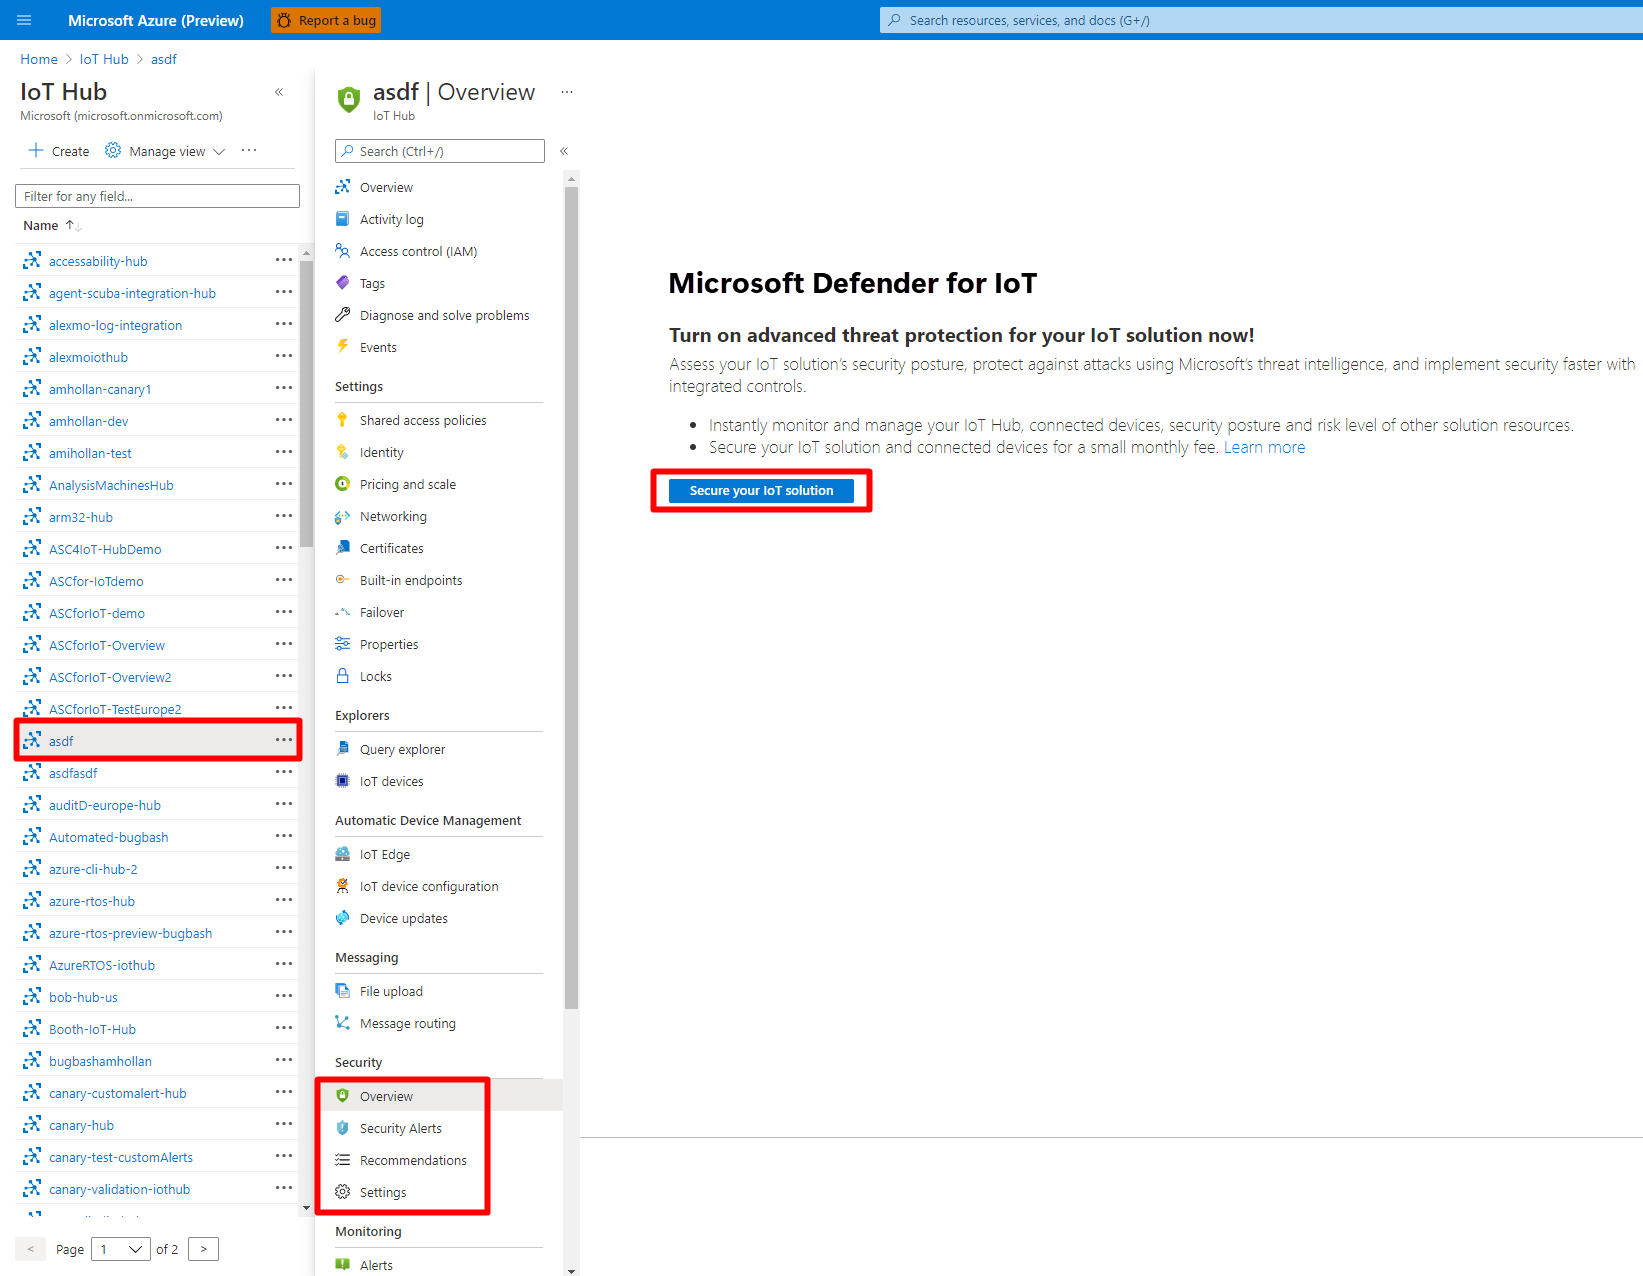 Microsoft Azure (Preview)
Report a bug
Search resources, services, and docs (G+/)
Home > IoT Hub > asdf
IoT Hub
Microsoft (microsoft.onmicrosoft.com)
Create
Manage view
Filter for any field...
Name
accessability-hub
agent-scuba-integration-hub
alexmo-log-integration
alexmoiothub
amhollan-canary1
amhollan-dev
amihollan-test
AnalysisMachinesHub
arm32-hub
ASC4IoT-HubDemo
ASCfor-IoTdemo
ASCforIoT-demo
ASCforIoT-Overview
ASCforIoT-Overview2
ASCforIoT-TestEurope2
asdf
asdfasdf
auditD-europe-hub
Automated-bugbash
azure-cli-hub-2
azure-rtos-hub
azure-rtos-preview-bugbash
AzureRTOS-iothub
bob-hub-us
Booth-IoT-Hub
bugbashamhollan
canary-customalert-hub
canary-hub
canary-test-customAlerts
canary-validation-iothub
< Page 1 of 2 >
asdf | Overview
IoT Hub
Search (Ctrl+/)
Overview
Activity log
Access control (IAM)
Tags
Diagnose and solve problems
Events
Settings
Shared access policies
Identity
Pricing and scale
Networking
Certificates
Built-in endpoints
Failover
Properties
Locks
Explorers
Query explorer
IoT devices
Automatic Device Management
IoT Edge
IoT device configuration
Device updates
Messaging
File upload
Message routing
Security
Overview
Security Alerts
Recommendations
Settings
Monitoring
Alerts
Microsoft Defender for IoT
Turn on advanced threat protection for your IoT solution now!
Assess your IoT solution's security posture, protect against attacks using Microsoft's threat intelligence, and implement security faster with
integrated controls.
• Instantly monitor and manage your IoT Hub, connected devices, security posture and risk level of other solution resources.
• Secure your IoT solution and connected devices for a small monthly fee. Learn more
Secure your IoT solution